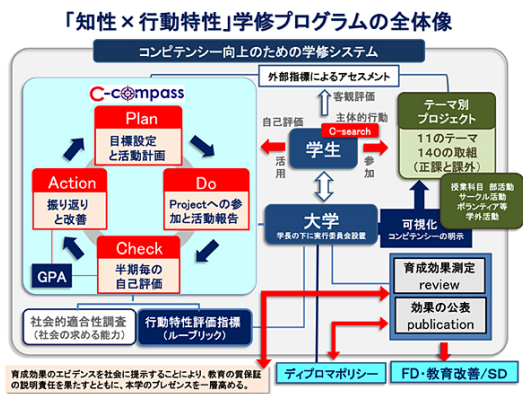 「知性×行動特性」学修プログラムの全体像
コンピテンシー向上のための学修システム
外部指標によるアセスメント
C-compass
Plan
目標設定
と活動計画
Action
振り返り
と改善
Do
Projectへの参
加と活動報告
Check
半期毎の
自己評価
GPA
客観評価
自己評価
主体的行動
C-search
学生
活用
参加
テーマ別
プロジェクト
11のテーマ
140の取組
(正課と課外)
授業科目 部活動
サークル活動
ボランティア等
学外活動
大学
学長の下に実行委員会設置
可視化
コンピテンシーの明示
育成効果測定
review
効果の公表
publication
社会的適合性調査
(社会の求める能力)
行動特性評価指標
(ルーブリック)
育成効果のエビデンスを社会に提示することにより、教育の質保証
の説明責任を果たすとともに、本学のプレゼンスを一層高める。
ディプロマポリシー
FD・教育改善/SD